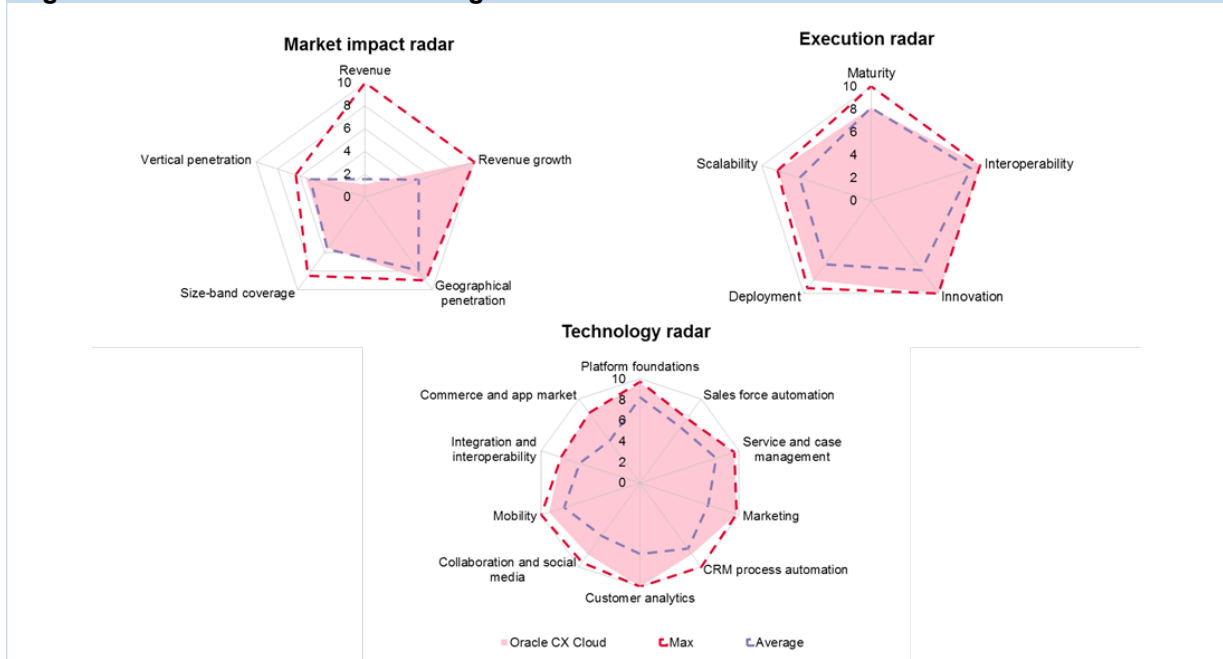 Market impact radar
Revenue
10
8
6
4
2
0
Vertical penetration
Revenue growth
Size-band coverage
Geographical
penetration
Execution radar
Maturity
10
8
6
4
2
0
Scalability
Interoperability
Deployment
Innovation
Technology radar
Platform foundations
10
8
6
4
2
0
Commerce and app market
Sales force automation
Integration and
interoperability
Service and case
management
Mobility
Marketing
Collaboration and social
media
CRM process automation
Customer analytics
Oracle CX Cloud
Max
Average